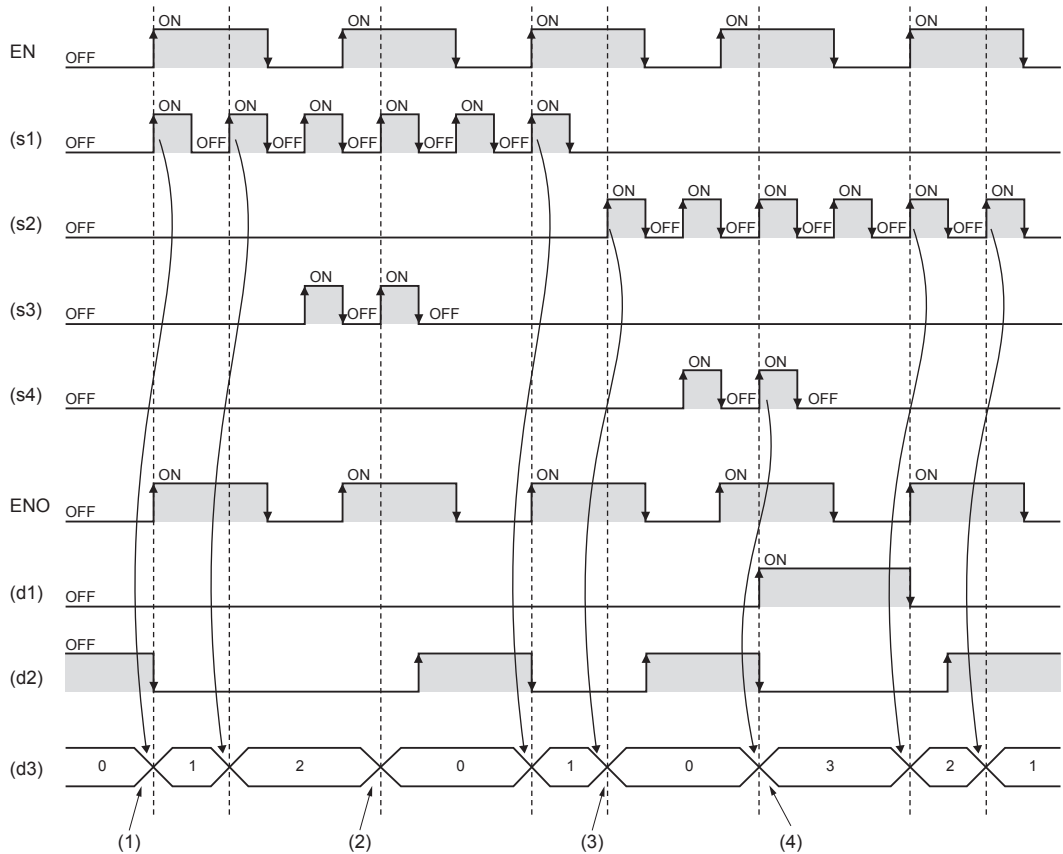 ON ON ON ON ON
EN OFF
ON ON ON ON ON ON
(s1) OFF OFF OFF OFF OFF OFF
ON ON ON ON ON ON
(s2) OFF OFF OFF OFF OFF OFF
ON ON
(s3) OFF OFF OFF
ON ON
(s4) OFF OFF OFF
ON ON ON ON ON
ENO OFF
ON
(d1) OFF
OFF
(d2)
(d3) 0 1 2 0 1 0 3 2 1
(1) (2) (3) (4)